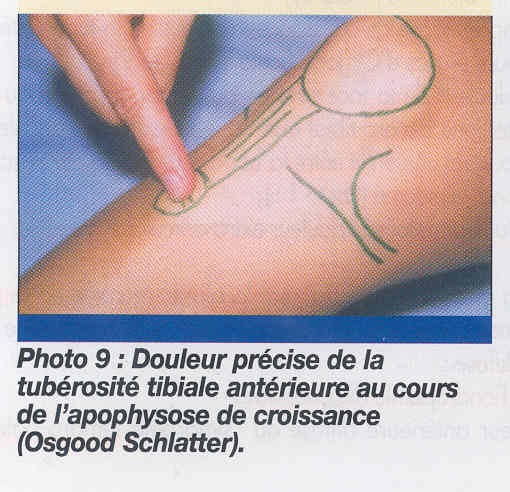 Photo 9 : Douleur précise de la
tubérosité tibiale antérieure au cours
de l'apophysose de croissance
(Osgood Schlatter).